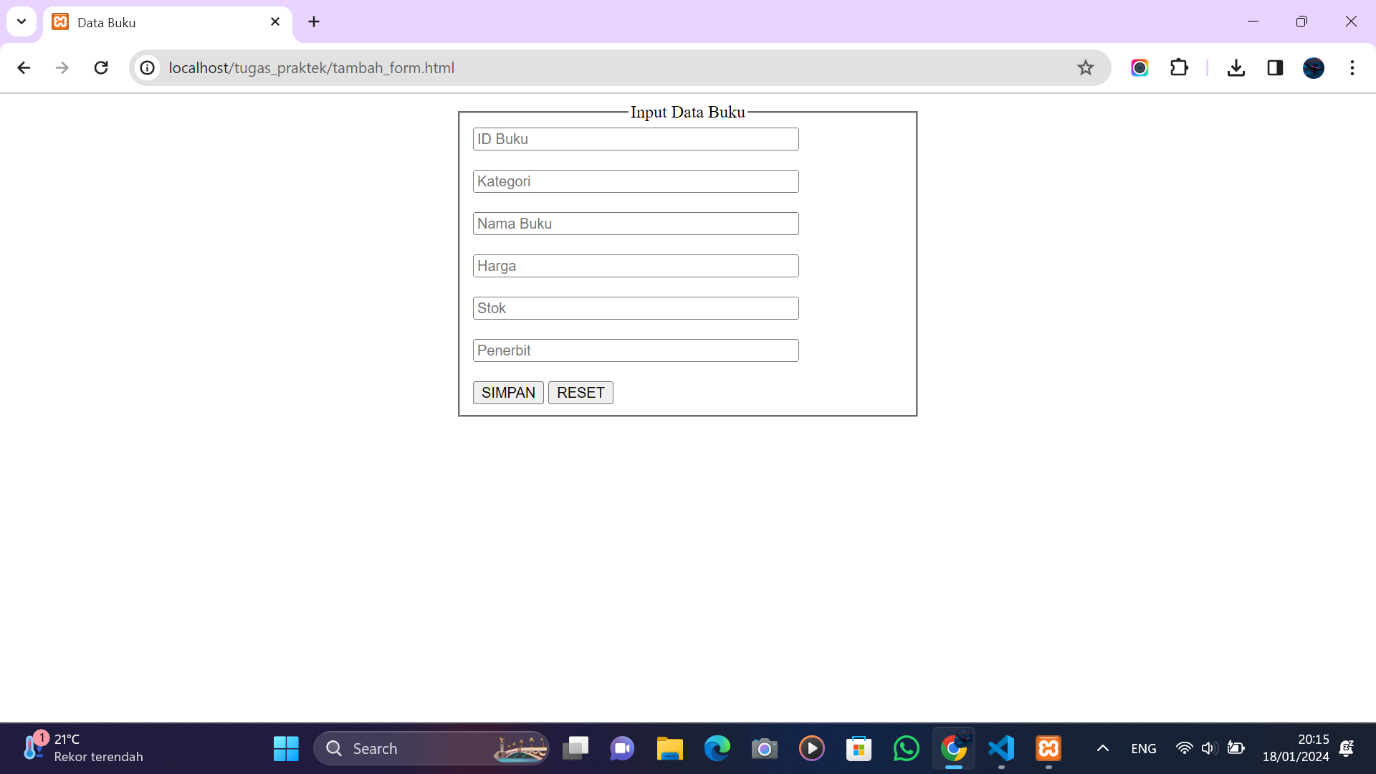 Data Buku
localhost/tugas_praktek/tambah_form.html
Input Data Buku
ID Buku
Kategori
Nama Buku
Harga
Stok
Penerbit
SIMPAN RESET
1
21°C
Rekor terendah
Search
ENG
20:15
18/01/2024